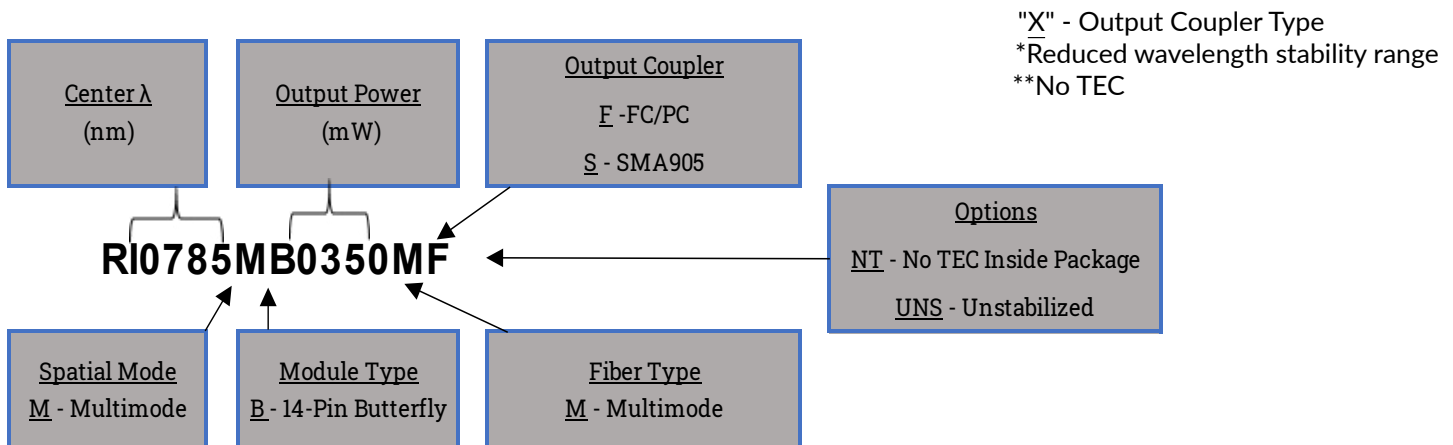 "X" - Output Coupler Type
*Reduced wavelength stability range
**No TEC
Center λ
(nm)
Output Power
(mW)
Output Coupler
F -FC/PC
S - SMA905
Options
NT - No TEC Inside Package
UNS - Unstabilized
RI0785MB0350MF
Spatial Mode
M - Multimode
Module Type
B - 14-Pin Butterfly
Fiber Type
M - Multimode